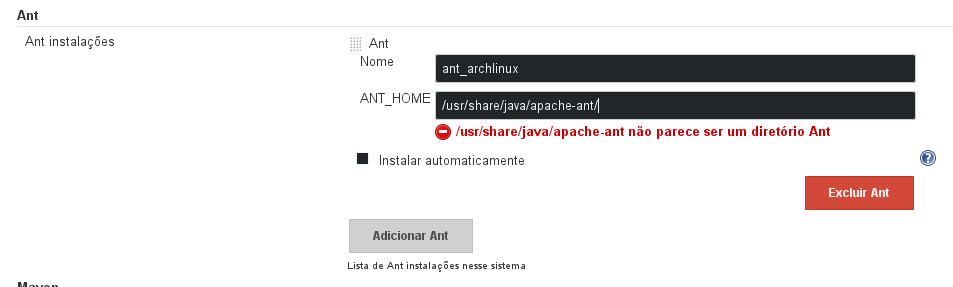 Ant
Ant instalações
Ant
Nome
ant_archlinux
ANT_HOME
/usr/share/java/apache-ant/
/usr/share/java/apache-ant não parece ser um diretório Ant
Instalar automaticamente
?
Excluir Ant
Adicionar Ant
Lista de Ant instalações nesse sistema
Maven